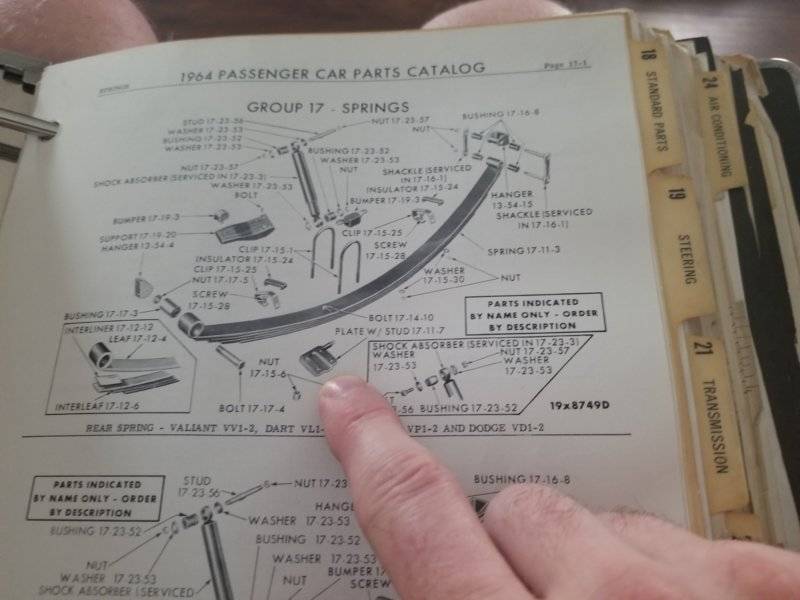 SPRINGS
1964 PASSENGER CAR PARTS CATALOG
Page 17-1
GROUP 17 - SPRINGS
STUD 17-23-56
WASHER 17-23-53
BUSHING 17-23-52
WASHER 17-23-53
NUT 17-23-57
NUT
BUSHING 17-16-8
NUT 17-23-57
SHOCK ABSORBER (SERVICED IN 17-23-3)
WASHER 17-23-53
BOLT
BUSHING 17-23-52
WASHER 17-23-53
NUT
SHACKLE (SERVICED
IN 17-16-1)
INSULATOR 17-15-24
BUMPER 17-19-3
HANGER
13-54-15
SHACKLE (SERVICED
IN 17-16-1)
BUMPER 17-19-3
SUPPORT 17-19-20
HANGER 13-54-4
CLIP 17-15-1
INSULATOR 17-15-24
CLIP 17-15-25
NUT 17-17-5
SCREW
17-15-28
CLIP 17-15-25
SCREW
17-15-28
SPRING 17-11-3
WASHER
17-15-30
NUT
BUSHING 17-17-3
INTERLINER 17-12-12
LEAF 17-12-4
INTERLEAF 17-12-6
BOLT 17-14-10
PLATE W/ STUD 17-11-7
PARTS INDICATED
BY NAME ONLY - ORDER
BY DESCRIPTION
NUT
17-15-6
BOLT 17-17-4
SHOCK ABSORBER (SERVICED IN 17-23-3)
WASHER
17-23-53
NUT 17-23-57
WASHER
17-23-53
-56
BUSHING 17-23-52
19x8749D
REAR SPRING - VALIANT VV1-2, DART VL1- VP1-2 AND DODGE VD1-2
PARTS INDICATED
BY NAME ONLY - ORDER
BY DESCRIPTION
STUD
17-23-56
NUT 17-23
BUSHING 17-16-8
HANG
WASHER 17-23-53
BUSHING 17-23-52
BUSHING 17-23-52
NUT
WASHER 17-23-53
SHOCK ABSORBER (SERVICED
WASHER 17-23-53
BUMPER 17
NUT
SCREW
18 STANDARD PARTS
24 AIR CONDITIONING
19 STEERING
21 TRANSMISSION